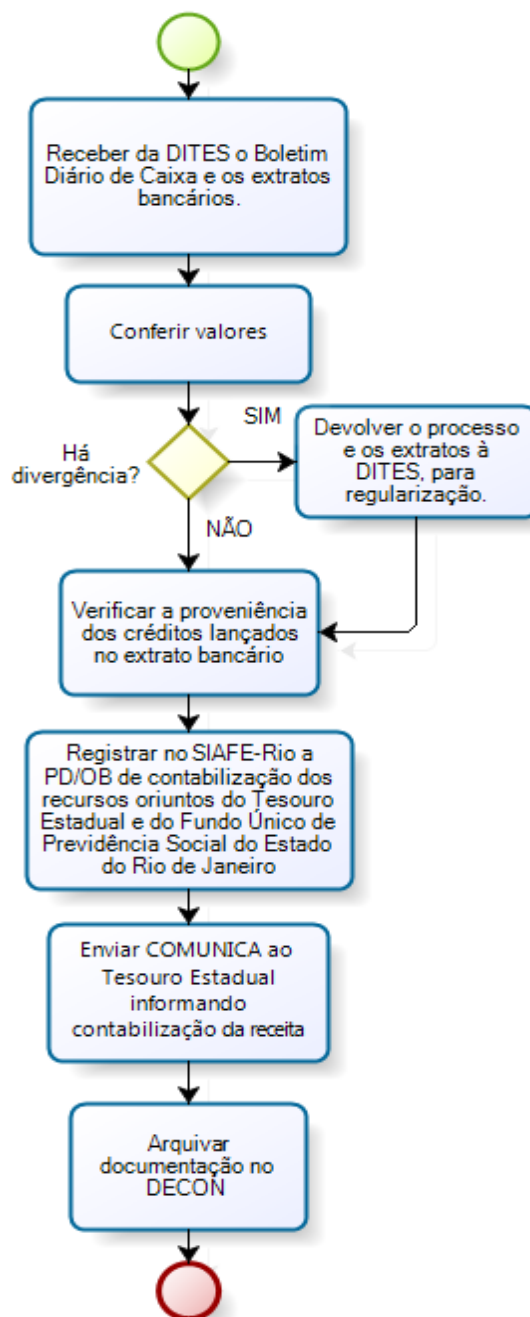 Receber da DITES o Boletim
Diário de Caixa e os extratos
bancários.
Conferir valores
Há
divergência?
SIM
Devolver o processo
e os extratos à
DITES, para
regularização.
NÃO
Verificar a proveniência
dos créditos lançados
no extrato bancário
Registrar no SIAFE-Rio a
PD/OB de contabilização dos
recursos oriuntos do Tesouro
Estadual e do Fundo Único de
Previdência Social do Estado
do Rio de Janeiro
Enviar COMUNICA ao
Tesouro Estadual
informando
contabilização da receita
Arquivar
documentação no
DECON